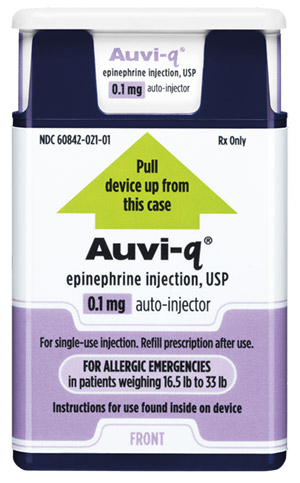 Auvi-q®
epinephrine injection, USP
0.1 mg auto-injector
NDC 60842-021-01 Rx Only
Pull
device up from
this case
Auvi-q®
epinephrine injection, USP
0.1 mg auto-injector
For single-use injection. Refill prescription after use.
FOR ALLERGIC EMERGENCIES
in patients weighing 16.5 lb to 33 lb
Instructions for use found inside on device
FRONT